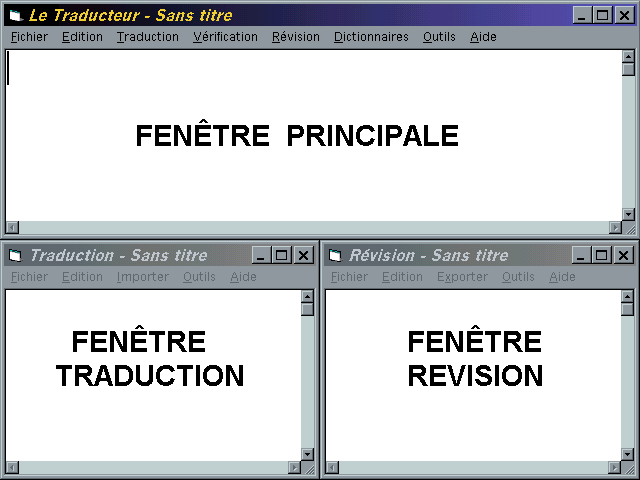 Le Traducteur - Sans titre
Fichier Edition Traduction Vérification Révision Dictionnaires Outils Aide
FENÊTRE PRINCIPALE
Traduction - Sans titre
Fichier Edition Importer Outils Aide
FENÊTRE
TRADUCTION
Révision - Sans titre
Fichier Edition Exporter Outils Aide
FENÊTRE
REVISION